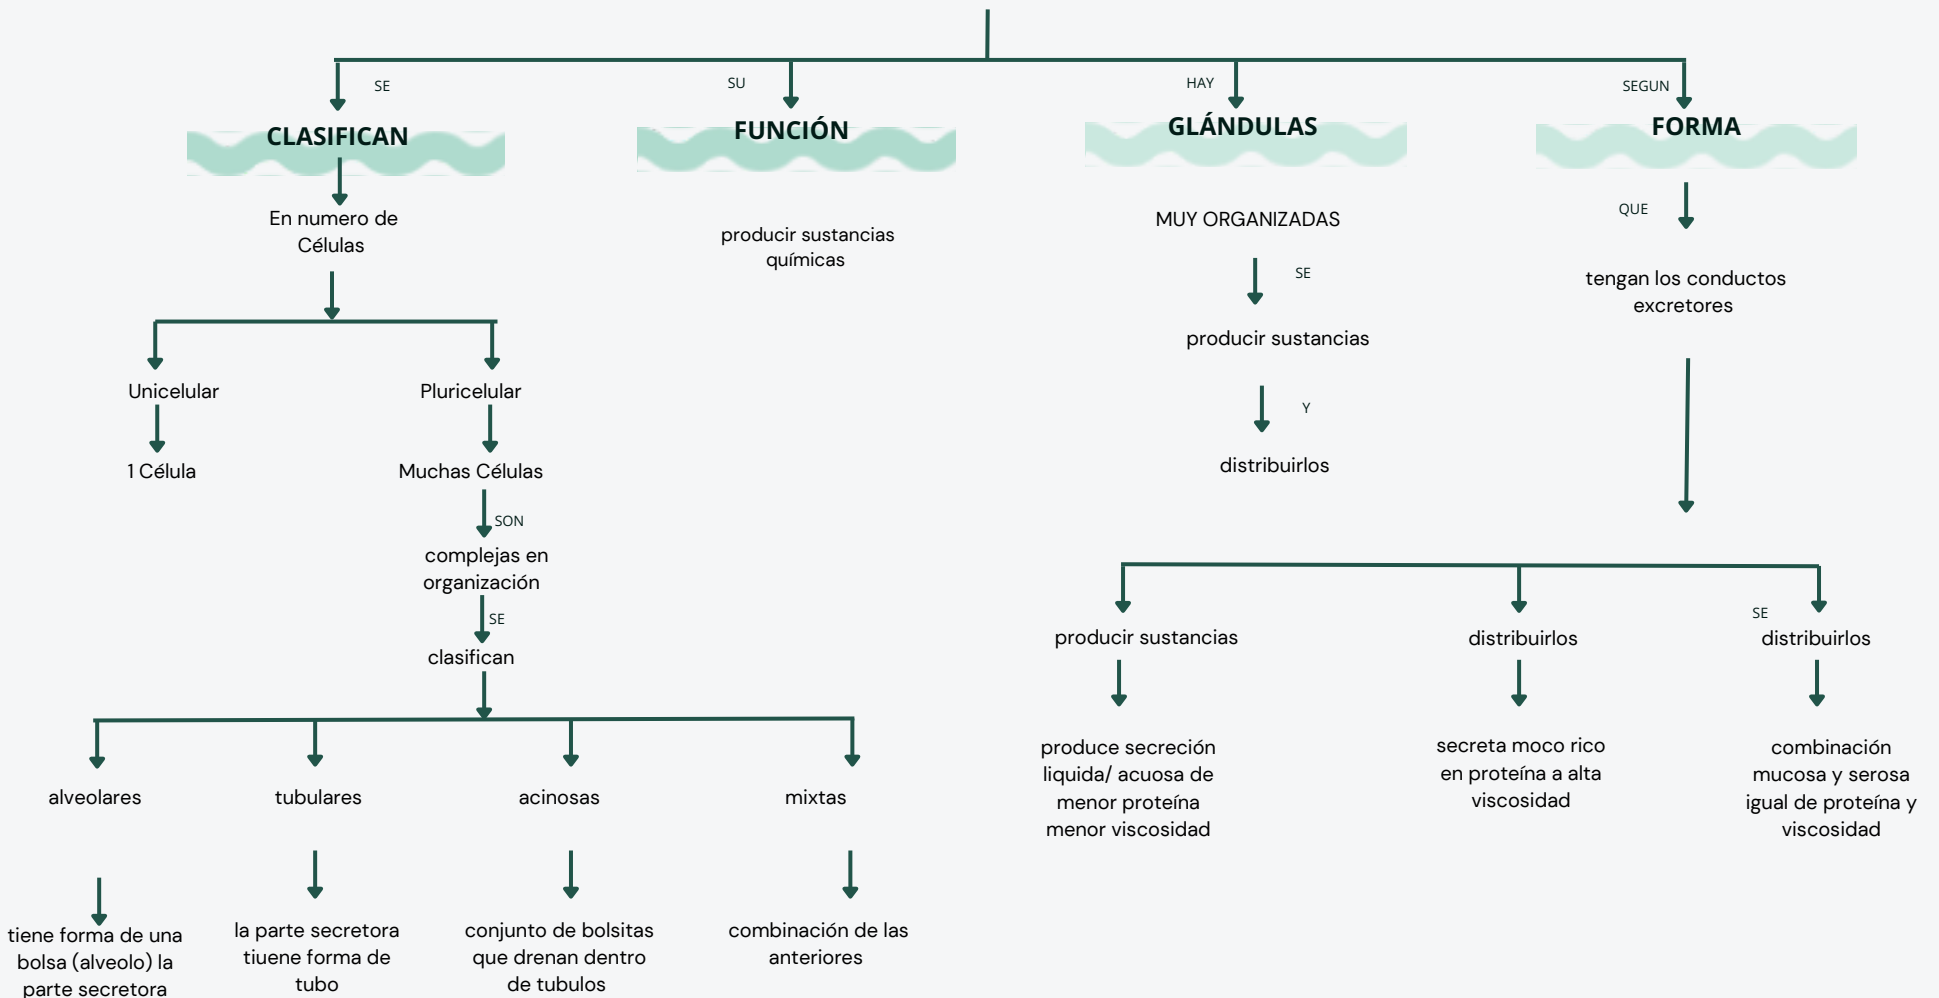 SE
CLASIFICAN
En numero de
Células
Unicelular
1 Célula
Pluricelular
Muchas Células
SON
complejas en
organización
SE
clasifican
alveolares
tiene forma de una
bolsa (alveolo) la
parte secretora
tubulares
la parte secretora
tiuene forma de
tubo
acinosas
conjunto de bolsitas
que drenan dentro
de tubulos
mixtas
combinación de las
anteriores
SU
FUNCIÓN
producir sustancias
químicas
HAY
GLÁNDULAS
MUY ORGANIZADAS
SE
producir sustancias
Y
distribuirlos
SEGUN
FORMA
QUE
tengan los conductos
excretores
producir sustancias
produce secreción
liquida/ acuosa de
menor proteína
menor viscosidad
distribuirlos
secreta moco rico
en proteína a alta
viscosidad
SE
distribuirlos
combinación
mucosa y serosa
igual de proteína y
viscosidad